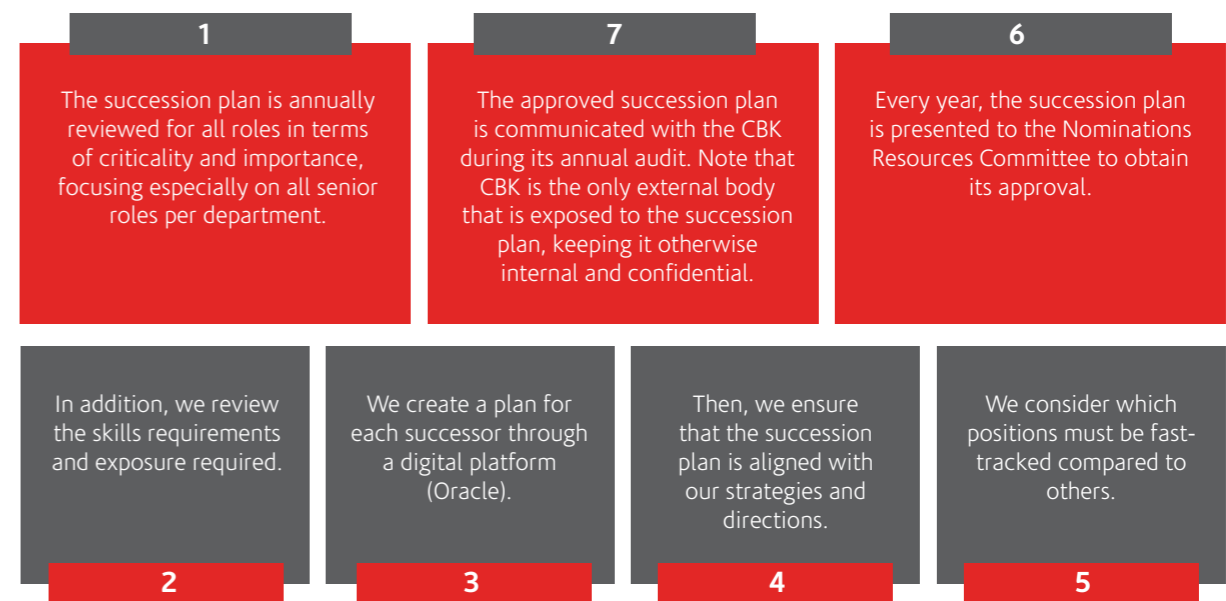 1
The succession plan is annually
reviewed for all roles in terms
of criticality and importance,
focusing especially on all senior
roles per department.
7
The approved succession plan
is communicated with the CBK
during its annual audit. Note that
CBK is the only external body
that is exposed to the succession
plan, keeping it otherwise
internal and confidential.
6
Every year, the succession plan
is presented to the Nominations
Resources Committee to obtain
its approval.
In addition, we review
the skills requirements
and exposure required.
2
We create a plan for
each successor through
a digital platform
(Oracle).
3
Then, we ensure
that the succession
plan is aligned with
our strategies and
directions.
4
We consider which
positions must be fast-
tracked compared to
others.
5